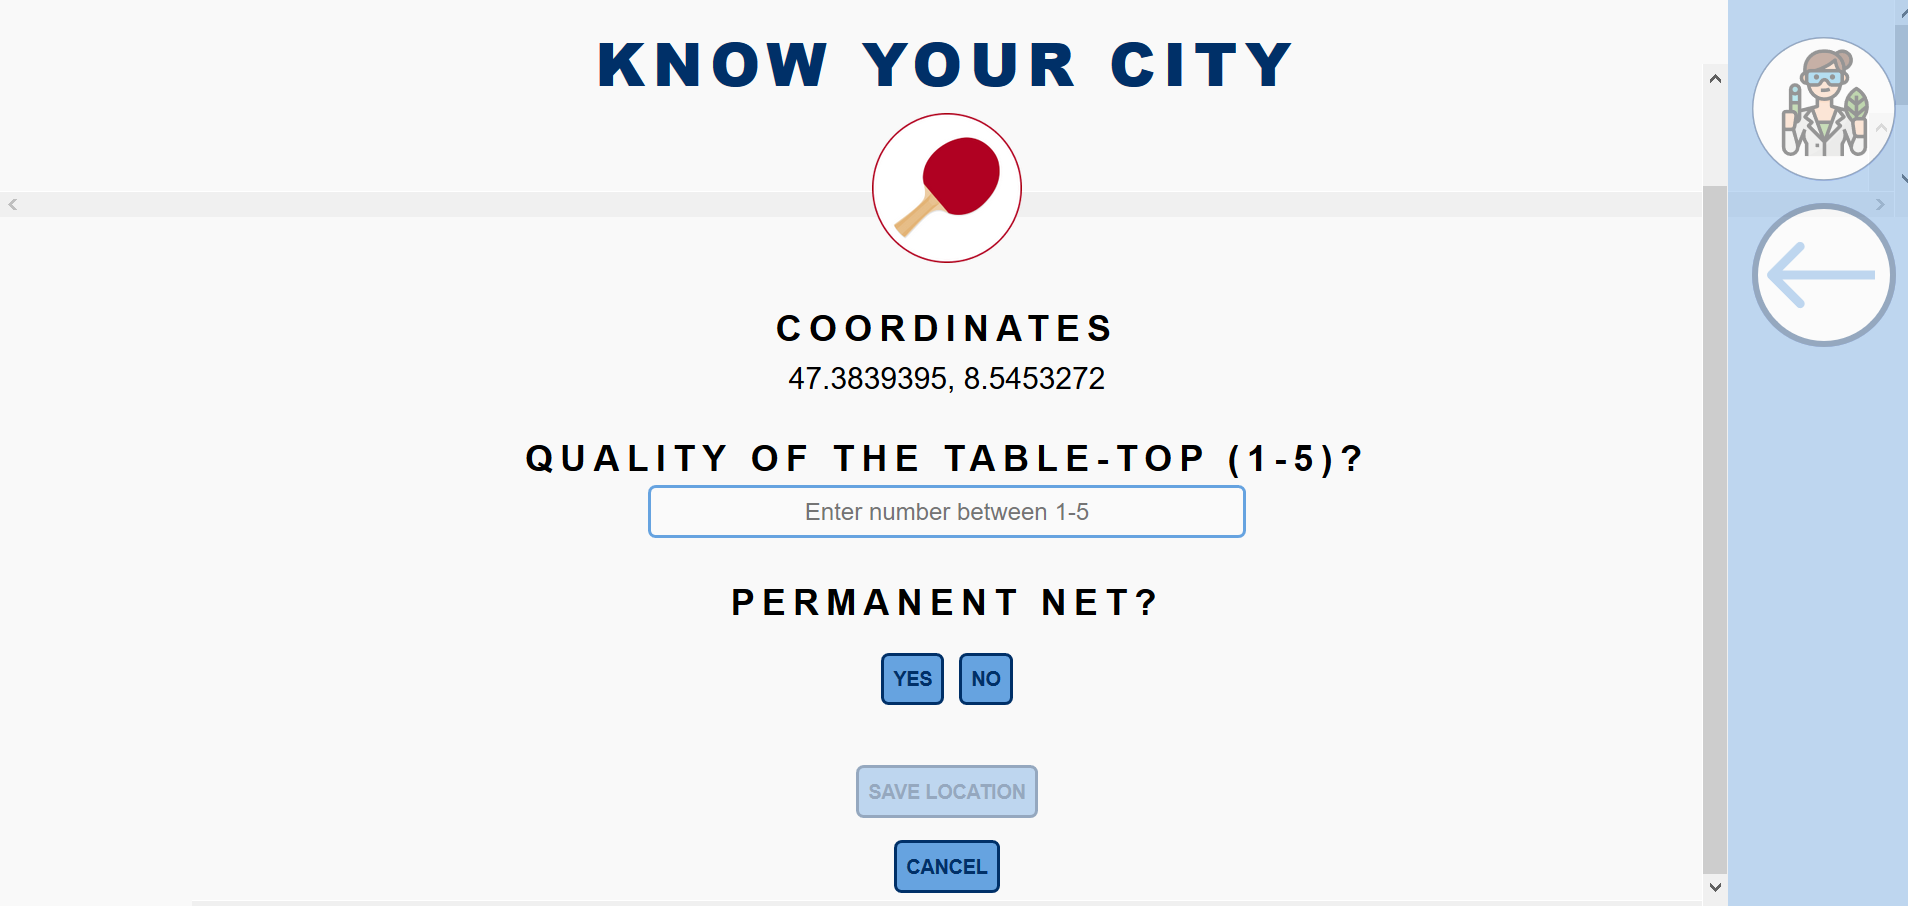 KNOW YOUR CITY
COORDINATES
47.3839395, 8.5453272
QUALITY OF THE TABLE-TOP (1-5)?
Enter number between 1-5
PERMANENT NET?
YES NO
SAVE LOCATION
CANCEL